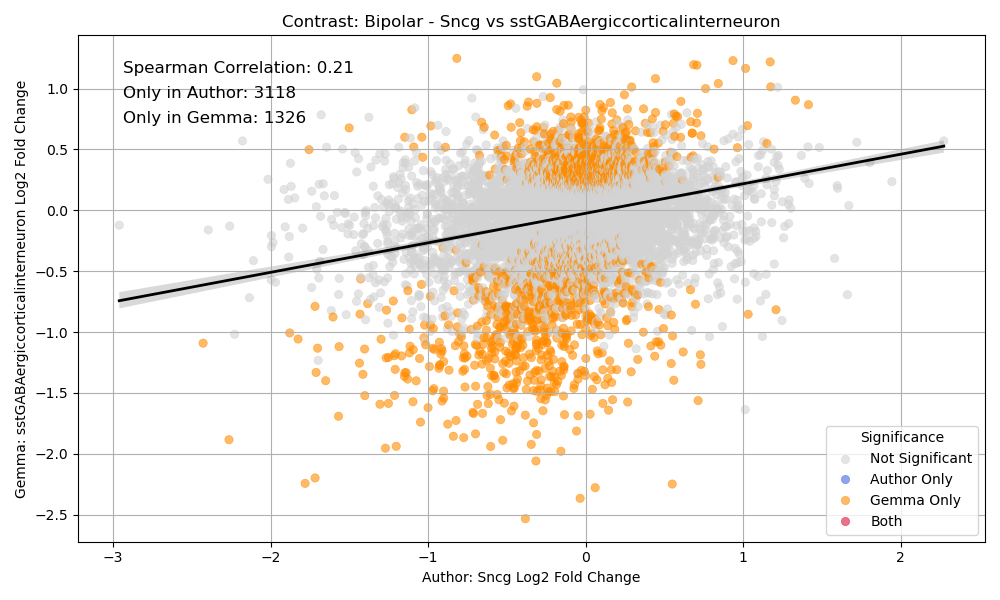 Contrast: Bipolar - Sncg vs sstGABAergiccorticalinterneuron
Spearman Correlation: 0.21
Only in Author: 3118
Only in Gemma: 1326
Gemma: sstGABAergiccorticalinterneuron Log2 Fold Change
1.0
0.5
0.0
−0.5
−1.0
−1.5
−2.0
−2.5
Significance
Not Significant
Author Only
Gemma Only
Both
−3
−2
−1
0
1
2
Author: Sncg Log2 Fold Change